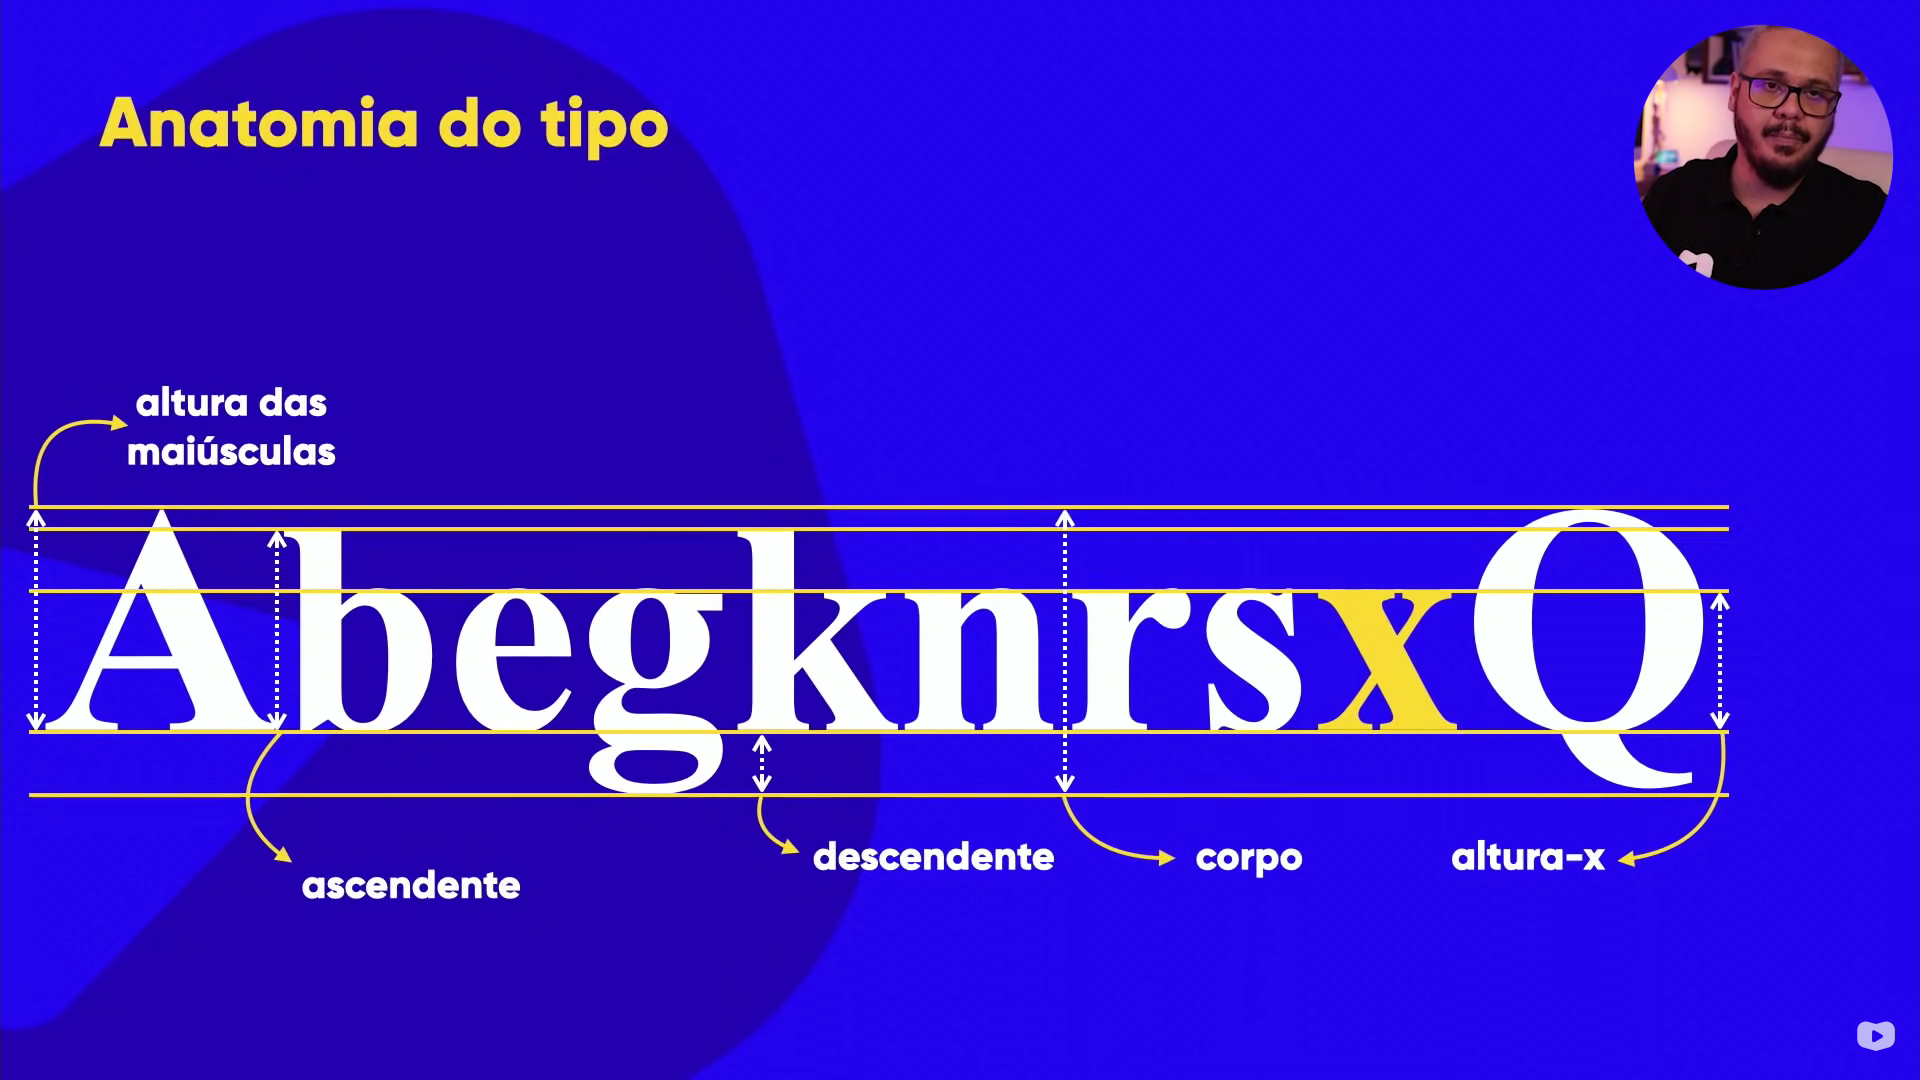 Anatomia do tipo
altura das
maiúsculas
AbegknrsxQ
descendente
corpo
altura-x
ascendente